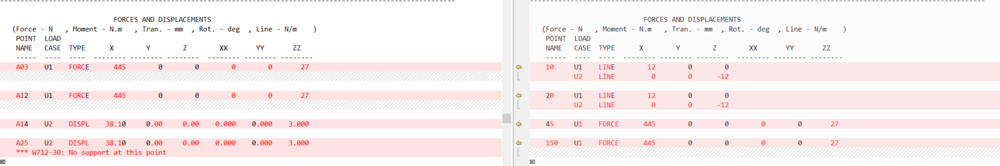 FORCES AND DISPLACEMENTS
(Force - N , Moment - N.m , Tran. - mm , Rot. - deg , Line - N/m )
POINT LOAD
NAME CASE TYPE X Y Z XX YY ZZ
----- ---- ---- -------- -------- -------- -------- -------- --------
A03 U1 FORCE 445 0 0 0 0 27
A12 U1 FORCE 445 0 0 0 0 27
A14 U2 DISPL 38.10 0.00 0.00 0.000 0.000 3.000
A25 U2 DISPL 38.10 0.00 0.00 0.000 0.000 3.000
*** W712-30: No support at this point
FORCES AND DISPLACEMENTS
(Force - N , Moment - N.m , Tran. - mm , Rot. - deg , Line - N/m )
POINT LOAD
NAME CASE TYPE X Y Z XX YY ZZ
----- ---- ---- -------- -------- -------- -------- -------- --------
10 U1 LINE 12 0 0
U2 LINE 0 0 -12
20 U1 LINE 12 0 0
U2 LINE 0 0 -12
45 U1 FORCE 445 0 0 0 0 27
150 U1 FORCE 445 0 0 0 0 27